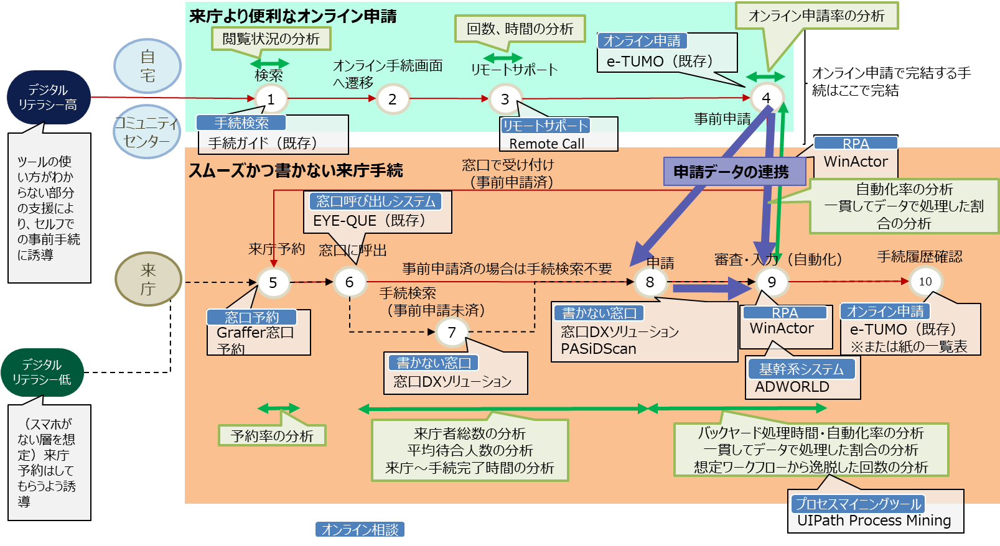 来庁より便利なオンライン申請
閲覧状況の分析
回数、時間の分析
オンライン申請率の分析
自
宅
コミュニティ
センター
デジタル
リテラシー高
ツールの使
い方がわか
らない部分
の支援によ
り、セルフで
の事前手続
に誘導
検索
1
手続検索
手続ガイド（既存）
オンライン手続画面
へ遷移
2
リモートサポート
3
リモートサポート
Remote Call
オンライン申請
e-TUMO（既存）
4
事前申請
オンライン申請で完結する手
続はここで完結
RPA
WinActor
スムーズかつ書かない来庁手続
窓口で受け付け
（事前申請済）
申請データの連携
自動化率の分析
一貫してデータで処理した割
合の分析
窓口呼び出しシステム
EYE-QUE（既存）
来
庁
来庁予約
5
窓口予約
Graffer窓口
予約
窓口に呼出
6
事前申請済の場合は手続検索不要
手続検索
（事前申請未済）
7
書かない窓口
窓口DXソリューション
申請
8
書かない窓口
窓口DXソリューション
PASiDScan
審査・入力（自動化）
9
RPA
WinActor
基幹系システム
ADWORLD
手続履歴確認
10
オンライン申請
e-TUMO（既存）
※または紙の一覧表
デジタル
リテラシー低
（スマホが
ない層を想
定）来庁
予約はして
もらうよう誘
導
予約率の分析
来庁者総数の分析
平均待合人数の分析
来庁～手続完了時間の分析
バックヤード処理時間・自動化率の分析
一貫してデータで処理した割合の分析
想定ワークフローから逸脱した回数の分析
プロセスマイニングツール
UIPath Process Mining
オンライン相談